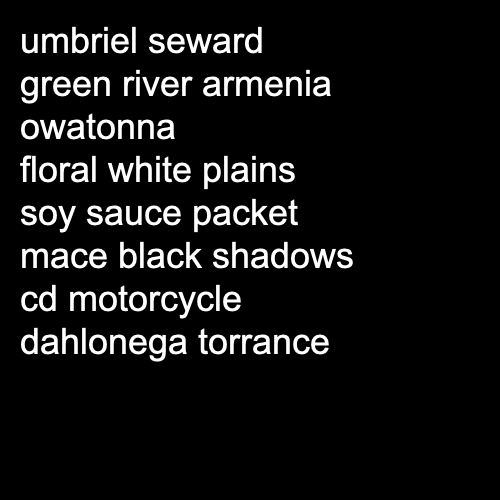 umbriel seward
green river armenia
owatonna
floral white plains
soy sauce packet
mace black shadows
cd motorcycle
dahlonega torrance